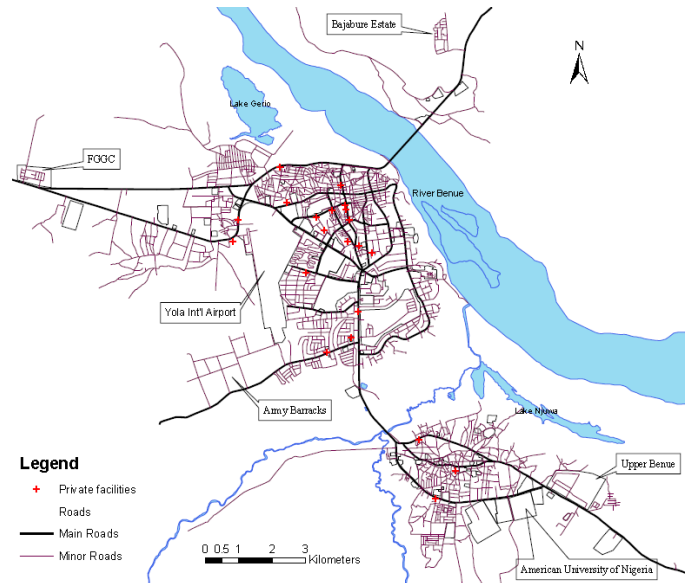 Bajabure Estate
N
Lake Gerio
FGGC
River Benue
Yola Int'l Airport
Army Barracks
Lake Njuwa
Upper Benue
American University of Nigeria
Legend
Private facilities
Roads
Main Roads
Minor Roads
0 0.5 1 2 3
Kilometers